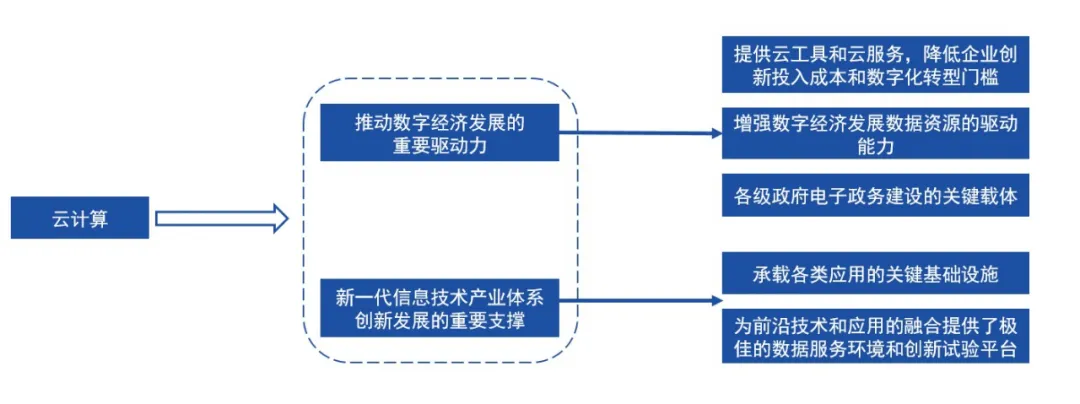 云计算
推动数字经济发展的
重要驱动力
新一代信息技术产业体系
创新发展的重要支撑
提供云工具和云服务，降低企业创
新投入成本和数字化转型门槛
增强数字经济发展数据资源的驱动
能力
各级政府电子政务建设的关键载体
承载各类应用的关键基础设施
为前沿技术和应用的融合提供了极
佳的数据服务环境和创新试验平台